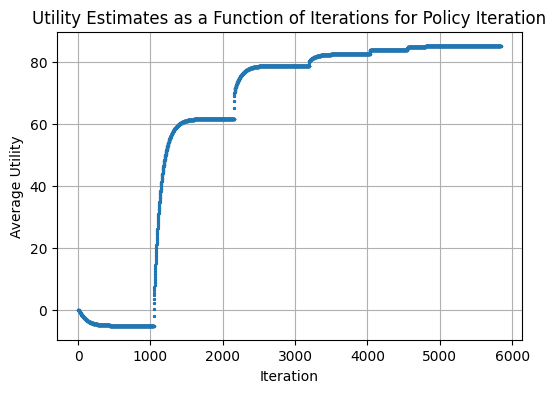 Utility Estimates as a Function of Iterations for Policy Iteration
Average Utility
80
60
40
20
0
0 1000 2000 3000 4000 5000 6000
Iteration